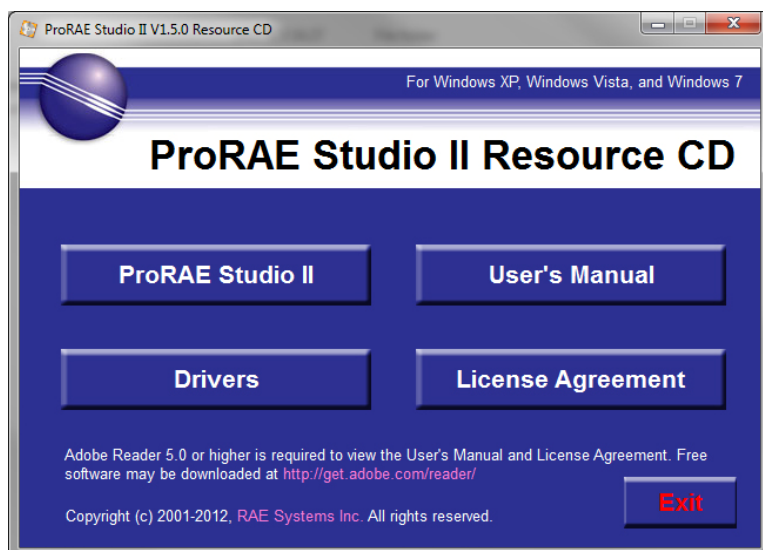 ProRAE Studio II V1.5.0 Resource CD
For Windows XP, Windows Vista, and Windows 7
ProRAE Studio II Resource CD
ProRAE Studio II
User's Manual
Drivers
License Agreement
Adobe Reader 5.0 or higher is required to view the User's Manual and License Agreement. Free
software may be downloaded at http://get.adobe.com/reader/
Exit
Copyright (c) 2001-2012, RAE Systems Inc. All rights reserved.